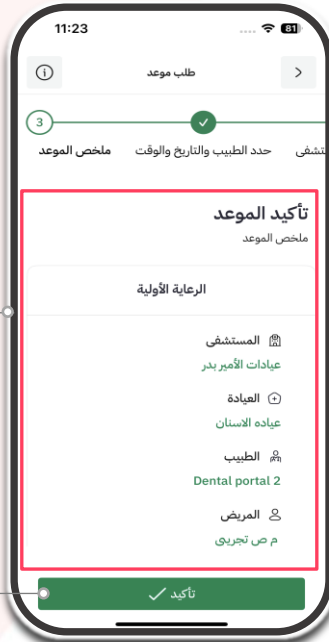 11:23
81
طلب موعد
3
تشفى
حدد الطبيب والتاريخ والوقت
ملخص الموعد
تأكيد الموعد
ملخص الموعد
الرعاية الأولية
المستشفى
عيادات الأمير بدر
العيادة
عياده الاسنان
الطبيب
Dental portal 2
المريض
م ص تجريبى
تأكيد